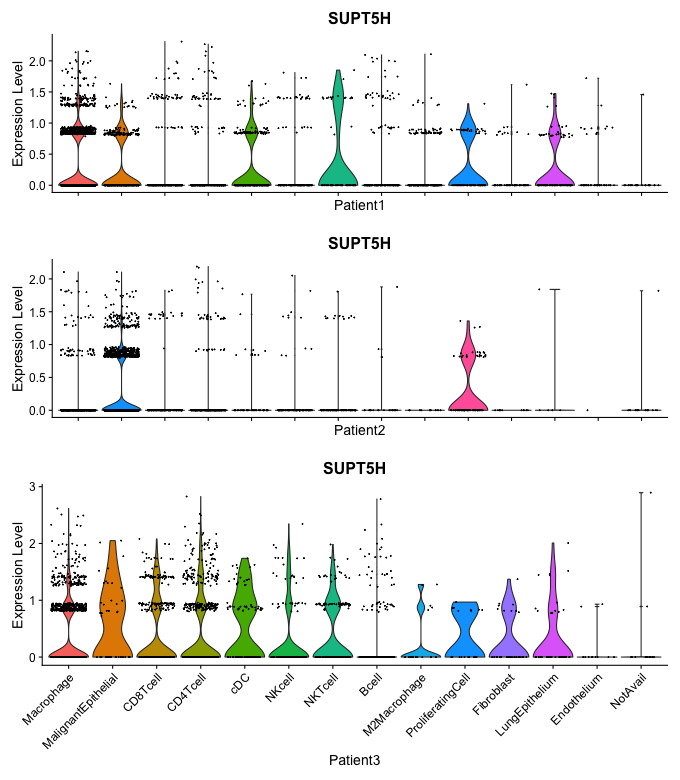 SUPT5H
Expression Level
2.0
1.5
1.0
0.5
0.0
Patient1
SUPT5H
Expression Level
2.0
1.5
1.0
0.5
0.0
Patient2
SUPT5H
Expression Level
3
2
1
0
Macrophage
MalignantEpithelial
CD8Tcell
CD4Tcell
cDC
NKcell
NKTcell
Bcell
M2Macrophage
ProliferatingCell
Fibroblast
LungEpithelium
Endothelium
NotAvail
Patient3